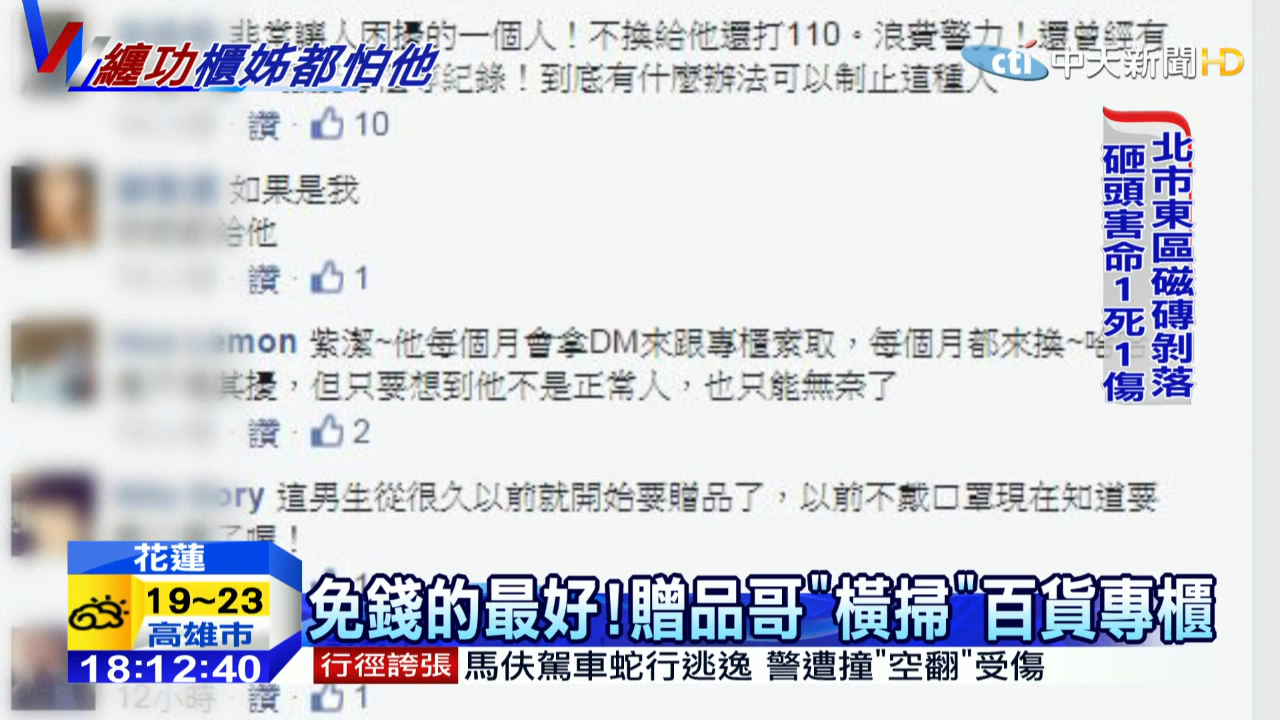 纏功櫃姊都怕他
cti中天新聞HD
非常讓人困擾的一個人！不換給他還打110。浪費警力！還曾經有
紀錄！到底有什麼辦法可以制止這種人
讚 · 10
如果是我
給他
讚 · 1
emon 紫潔~他每個月會拿DM來跟專櫃索取，每個月都來換~哈
其擾，但只要想到他不是正常人，也只能無奈了
讚 · 2
ory 這男生從很久以前就開始要贈品了，以前不戴口罩現在知道要
了喔！
12小時 · 讚 · 1
北市東區磁磚剝落
砸頭害命1死1傷
花蓮
19~23
高雄市
18:12:40
免錢的最好!贈品哥"橫掃"百貨專櫃
行徑誇張 馬伕駕車蛇行逃逸 警遭撞"空翻"受傷